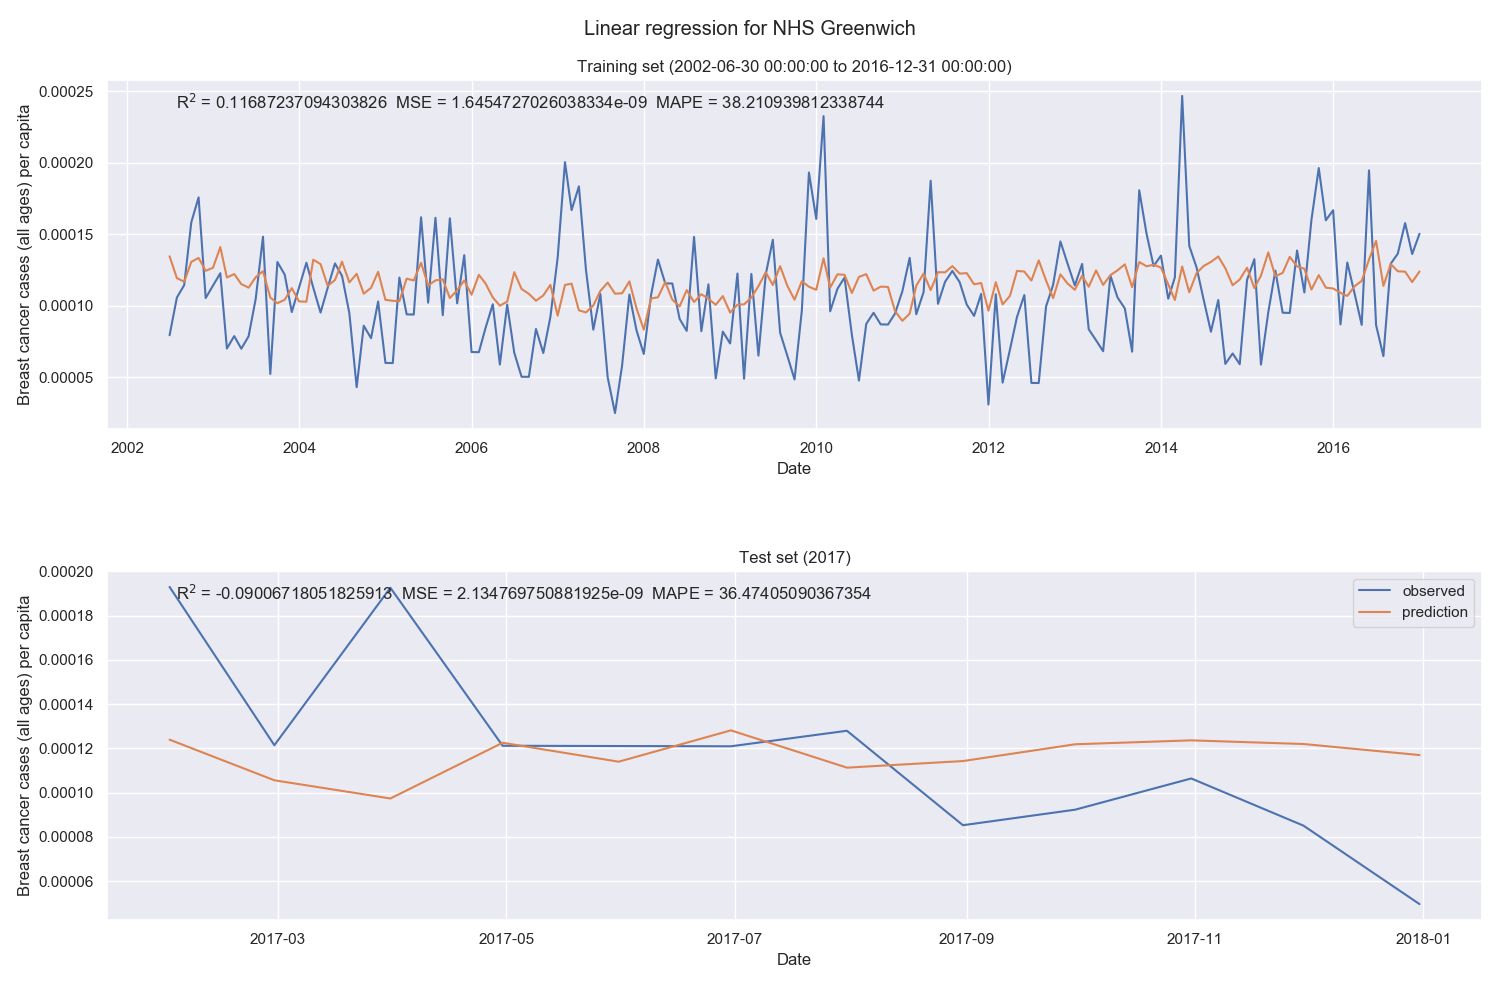 Linear regression for NHS Greenwich
Training set (2002-06-30 00:00:00 to 2016-12-31 00:00:00)
R² = 0.11687237094303826 MSE = 1.6454727026038334e-09 MAPE = 38.210939812338744
Breast cancer cases (all ages) per capita
0.00025
0.00020
0.00015
0.00010
0.00005
2002 2004 2006 2008 2010 2012 2014 2016
Date
Test set (2017)
R² = -0.09006718051825913 MSE = 2.134769750881925e-09 MAPE = 36.47405090367354
observed
prediction
Breast cancer cases (all ages) per capita
0.00020
0.00018
0.00016
0.00014
0.00012
0.00010
0.00008
0.00006
2017-03 2017-05 2017-07 2017-09 2017-11 2018-01
Date